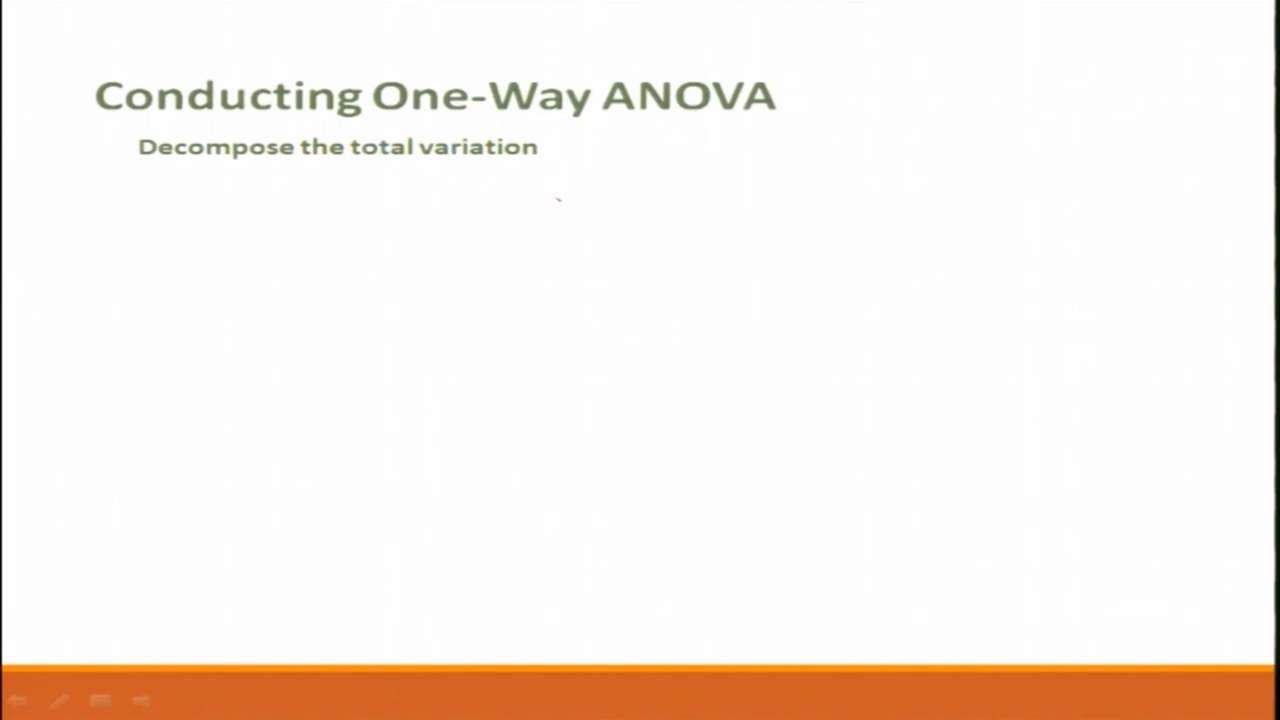 Conducting One-Way ANOVA
Decompose the total variation